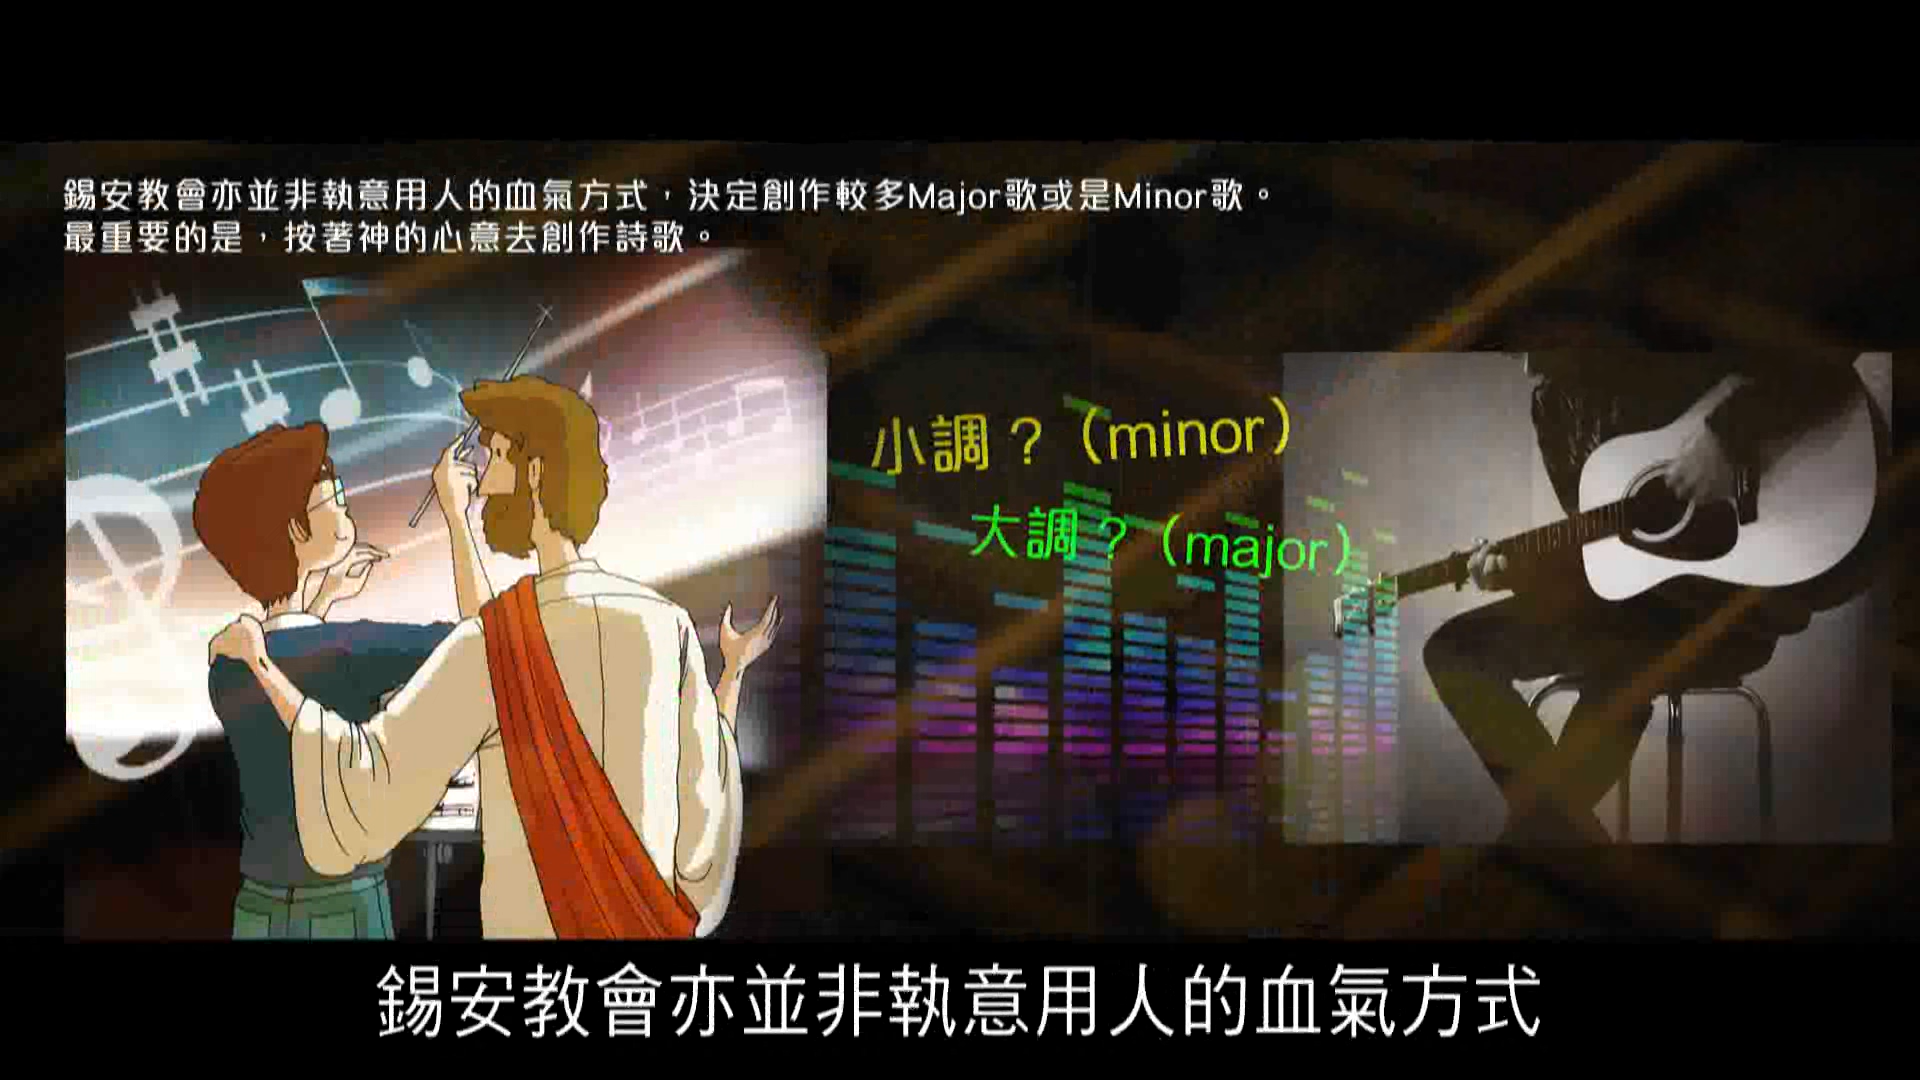 錫安教會亦並非執意用人的血氣方式，決定創作較多Major歌或是Minor歌。
最重要的是，按著神的心意去創作詩歌。
小調？（minor）
大調？（major）
錫安教會亦並非執意用人的血氣方式